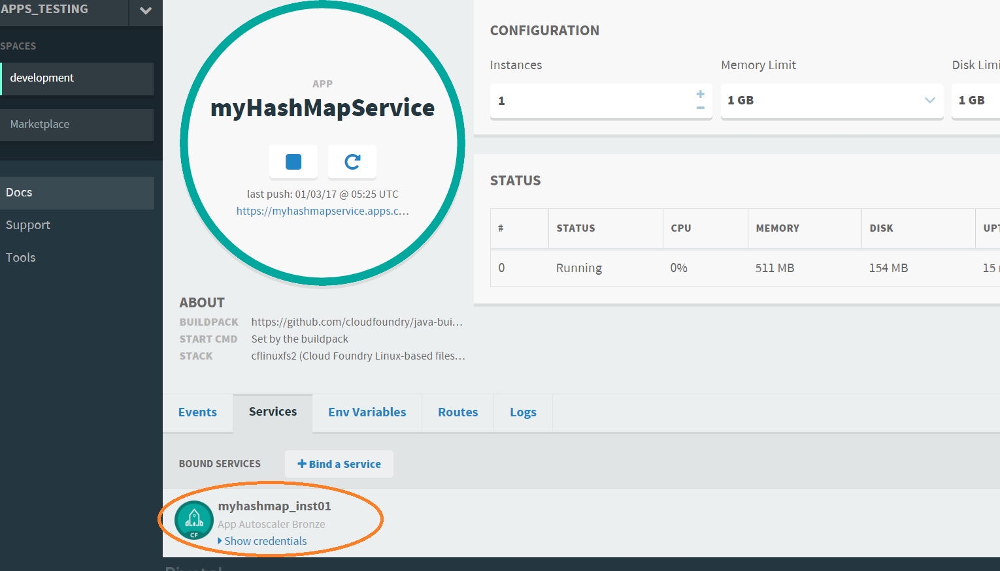 APPS_TESTING
SPACES
development
Marketplace
Docs
Support
Tools
APP
myHashMapService
last push: 01/03/17 @ 05:25 UTC
https://myhashmapservice.apps.c...
ABOUT
BUILDPACK https://github.com/cloudfoundry/java-bui...
START CMD Set by the buildpack
STACK cflinuxfs2 (Cloud Foundry Linux-based files...
CONFIGURATION
Instances Memory Limit Disk Limi
1 1 GB 1 GB
STATUS
# STATUS CPU MEMORY DISK UPT
0 Running 0% 511 MB 154 MB 15
Events Services Env Variables Routes Logs
BOUND SERVICES + Bind a Service
myhashmap_inst01
App Autoscaler Bronze
Show credentials
CF